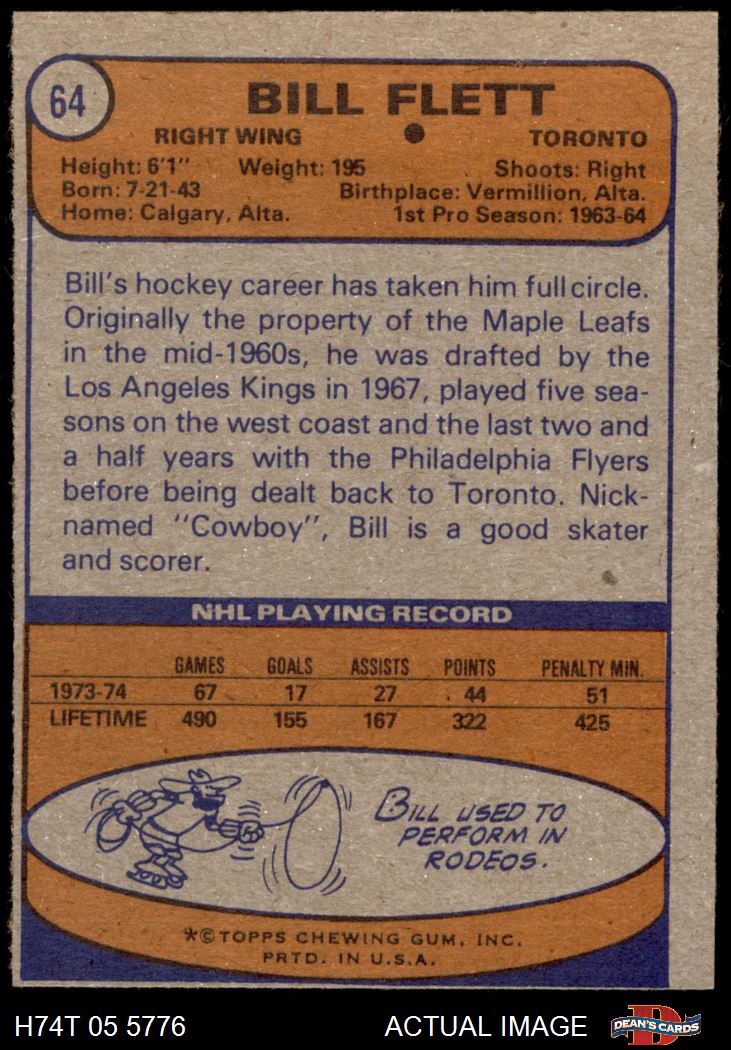 64
BILL FLETT
RIGHT WING ● TORONTO
Height: 6'1" Weight: 195 Shoots: Right
Born: 7-21-43 Birthplace: Vermillion, Alta.
Home: Calgary, Alta. 1st Pro Season: 1963-64
Bill's hockey career has taken him full circle.
Originally the property of the Maple Leafs
in the mid-1960s, he was drafted by the
Los Angeles Kings in 1967, played five sea-
sons on the west coast and the last two and
a half years with the Philadelphia Flyers
before being dealt back to Toronto. Nick-
named "Cowboy", Bill is a good skater
and scorer.
NHL PLAYING RECORD
GAMES GOALS ASSISTS POINTS PENALTY MIN.
1973-74 67 17 27 44 51
LIFETIME 490 155 167 322 425
BILL USED TO
PERFORM IN
RODEOS.
*©TOPPS CHEWING GUM, INC.
PRTD. IN U.S.A.
H74T 05 5776 ACTUAL IMAGE DEAN'S CARDS